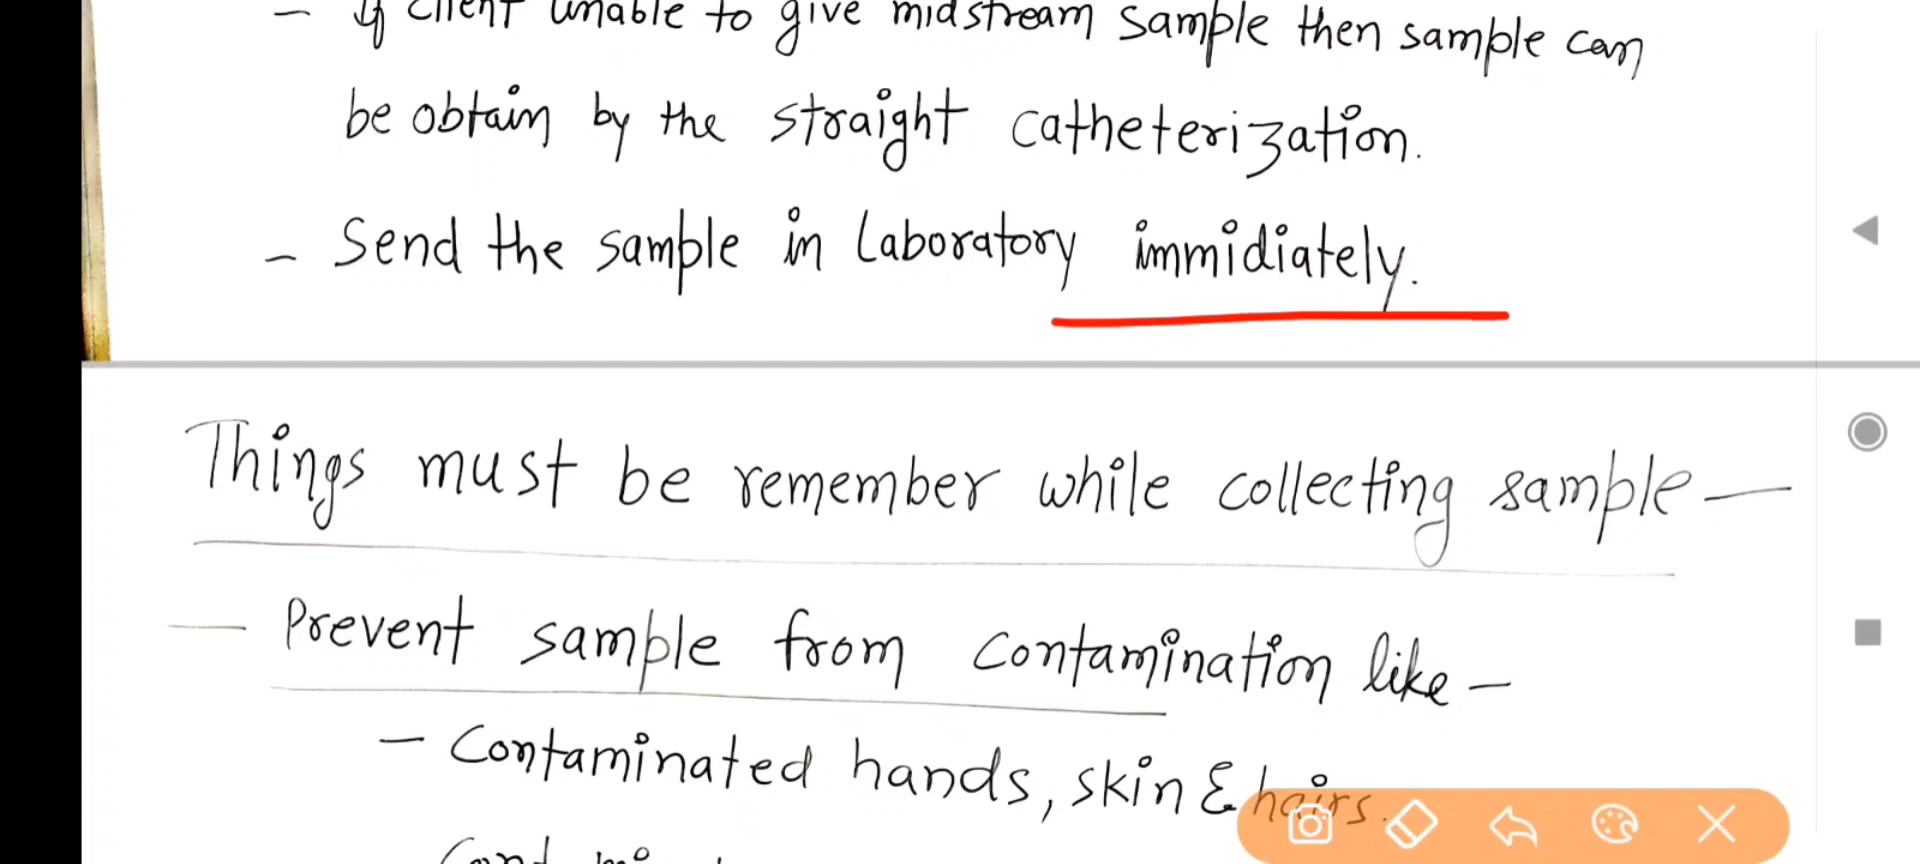 - If client unable to give midstream sample then sample can
be obtain by the straight catheterization.
- Send the sample in Laboratory immidiately.
Things must be remember while collecting sample —
— Prevent sample from contamination like —
- Contaminated hands, skin & hairs.